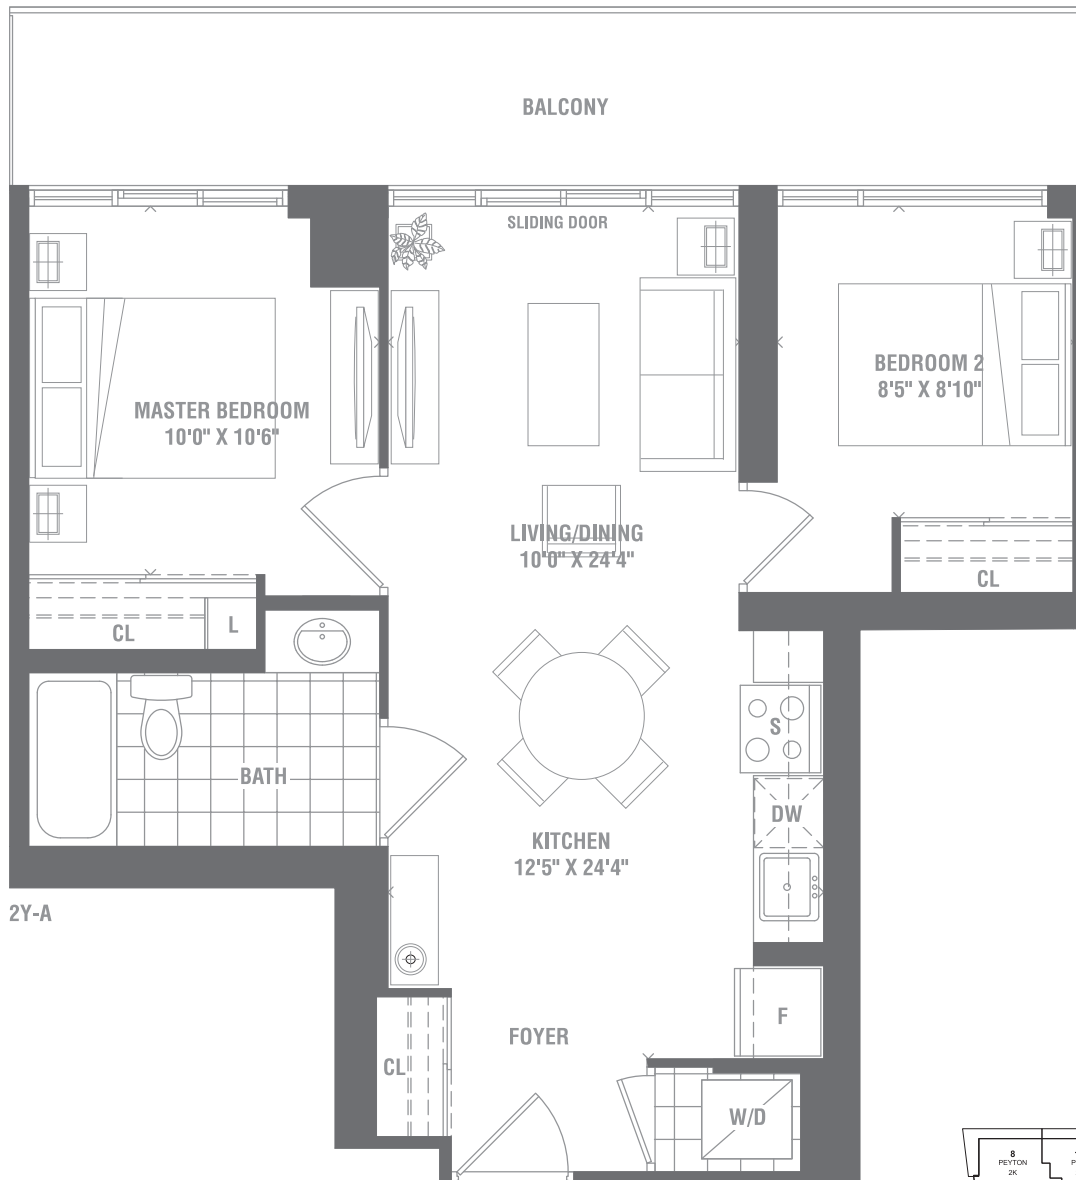 BALCONY
SLIDING DOOR
MASTER BEDROOM
10'0" X 10'6"
BEDROOM 2
8'5" X 8'10"
LIVING/DINING
10'0" X 24'4"
CL
CL
L
S
BATH
DW
KITCHEN
12'5" X 24'4"
2Y-A
F
FOYER
CL
W/D
8
PEYTON
2K